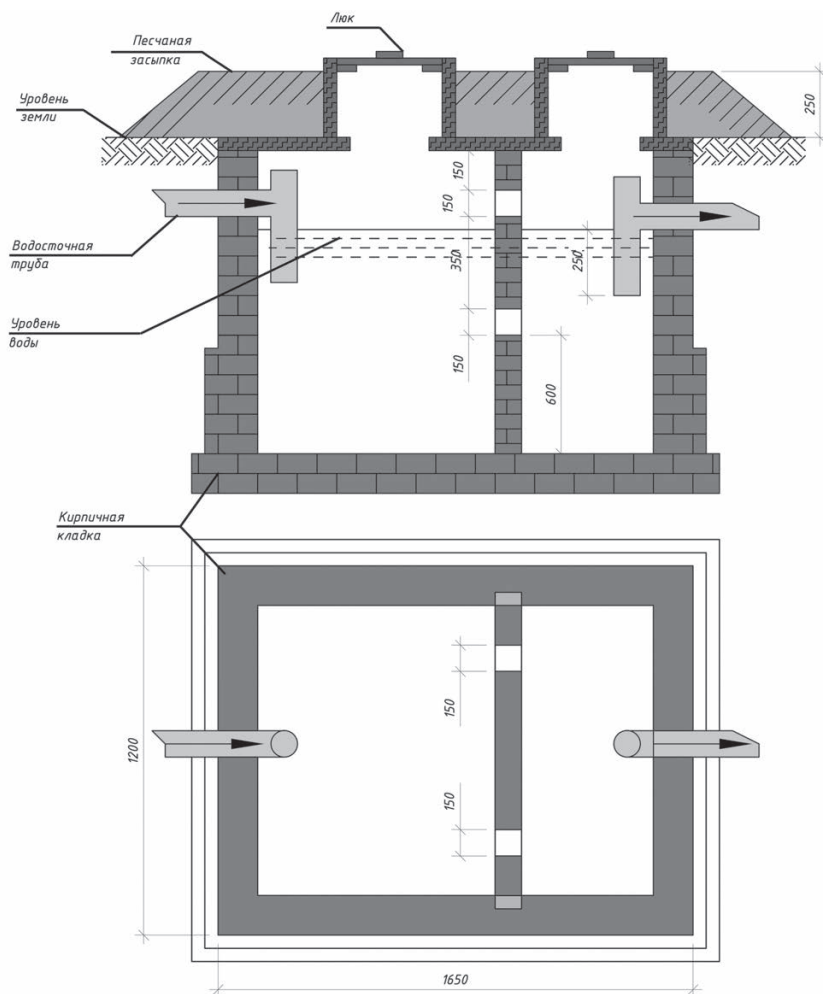 Люк
Песчаная
засыпка
Уровень
земли
250
150
150
Водосточная
труба
350
250
Уровень
воды
150
600
Кирпичная
кладка
150
1200
150
1650